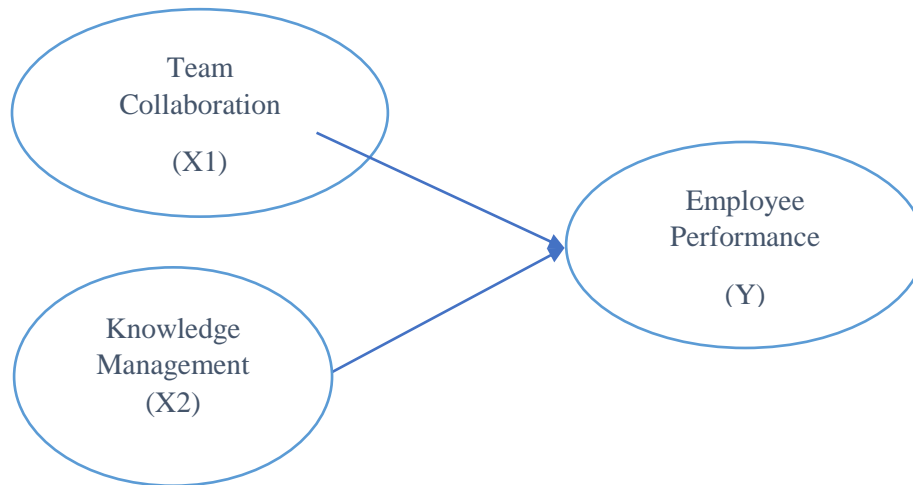 Team
Collaboration
(X1)
Employee
Performance
(Y)
Knowledge
Management
(X2)